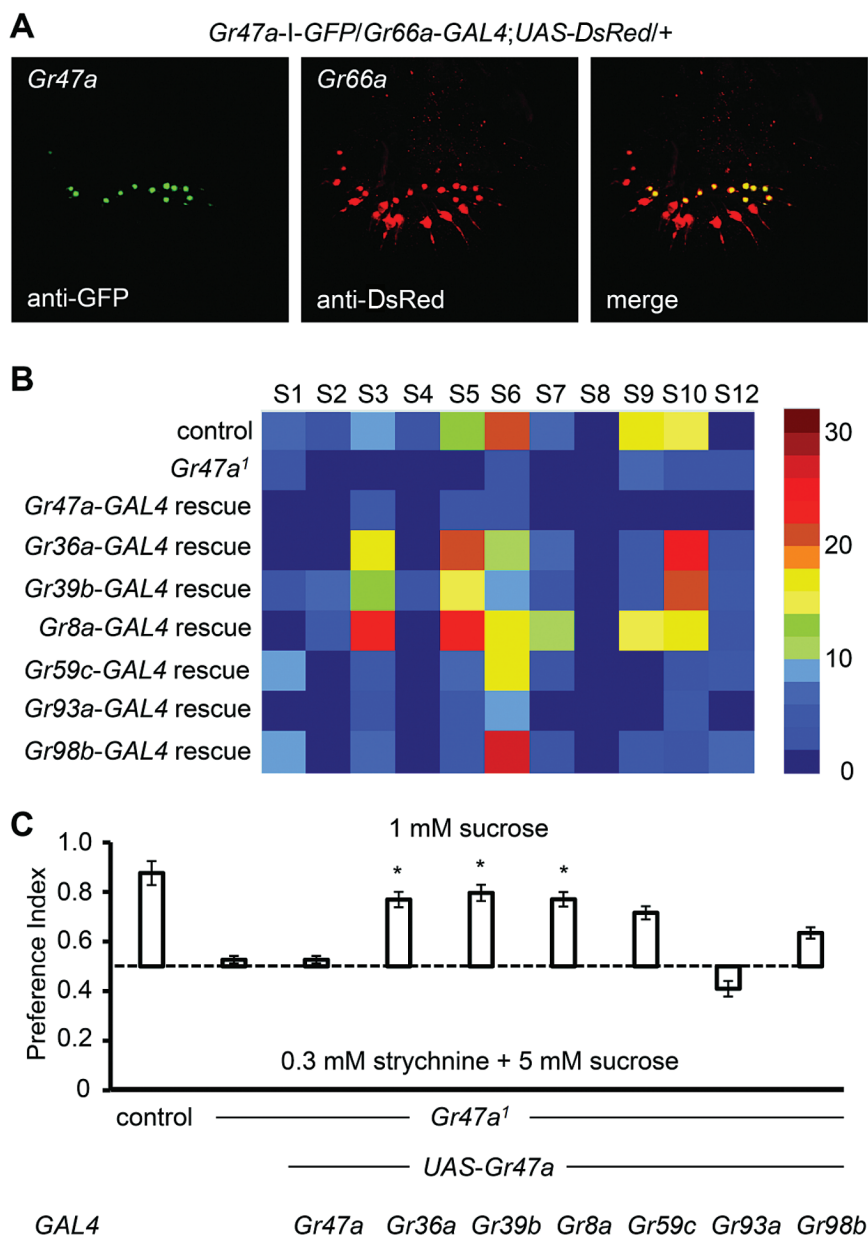 A
Gr47a-I-GFP/Gr66a-GAL4;UAS-DsRed/+
Gr47a
Gr66a
anti-GFP
anti-DsRed
merge
B
S1 S2 S3 S4 S5 S6 S7 S8 S9 S10 S12
control
Gr47a¹
Gr47a-GAL4 rescue
Gr36a-GAL4 rescue
Gr39b-GAL4 rescue
Gr8a-GAL4 rescue
Gr59c-GAL4 rescue
Gr93a-GAL4 rescue
Gr98b-GAL4 rescue
30
20
10
0
C
1 mM sucrose
Preference Index
1.0
0.8
0.6
0.4
0.2
0
* * *
0.3 mM strychnine + 5 mM sucrose
control Gr47a¹
UAS-Gr47a
GAL4 Gr47a Gr36a Gr39b Gr8a Gr59c Gr93a Gr98b